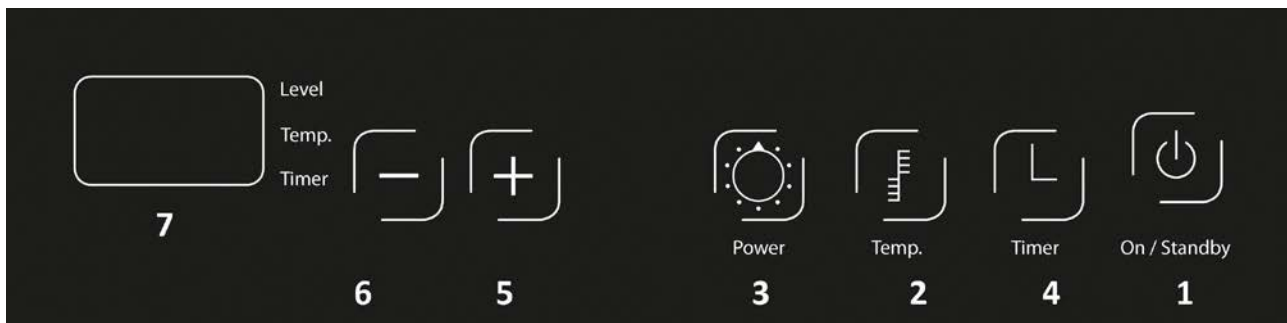 Level
Temp.
Timer
− +
Power Temp. Timer On / Standby
7
6 5 3 2 4 1